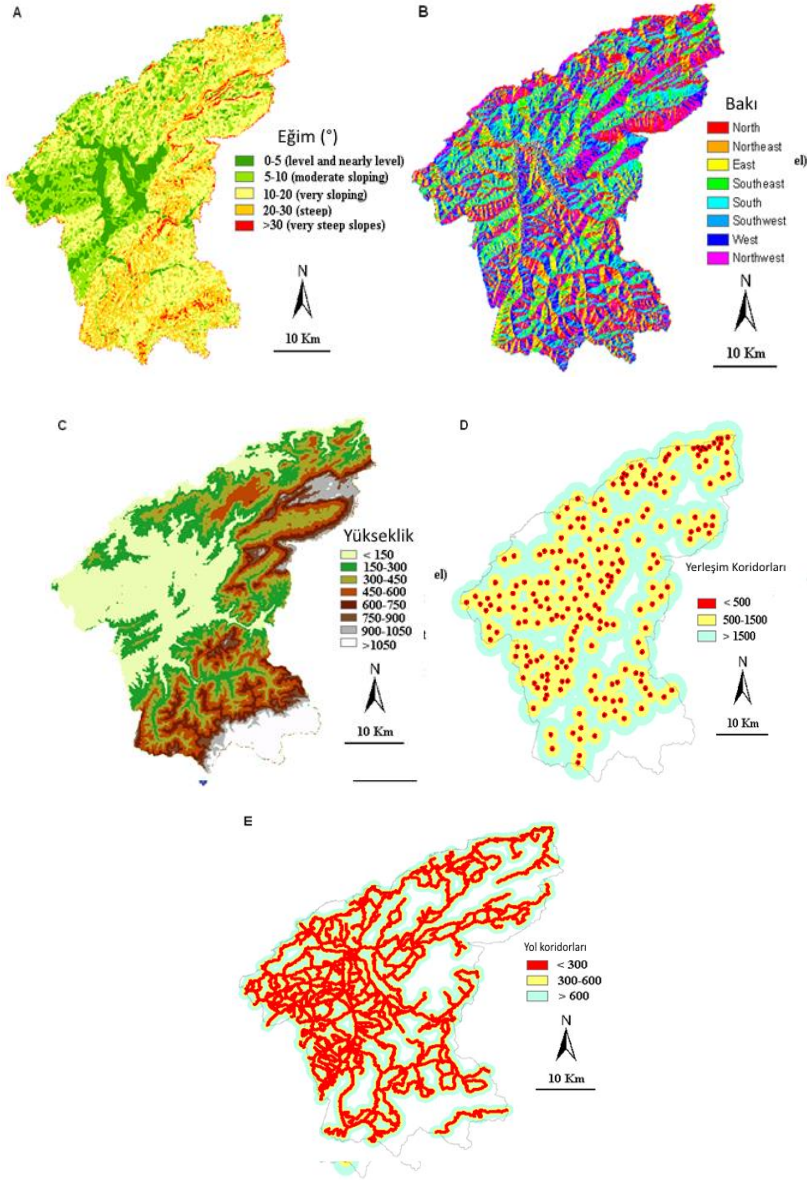 A
Eğim (°)
0-5 (level and nearly level)
5-10 (moderate sloping)
10-20 (very sloping)
20-30 (steep)
>30 (very steep slopes)
N
10 Km
B
Bakı
el)
North
Northeast
East
Southeast
South
Southwest
West
Northwest
N
10 Km
C
Yükseklik
< 150
150-300
300-450
450-600
600-750
750-900
900-1050
>1050
N
10 Km
D
el)
t
Yerleşim Koridorları
< 500
500-1500
> 1500
N
10 Km
E
Yol koridorları
< 300
300-600
> 600
N
10 Km